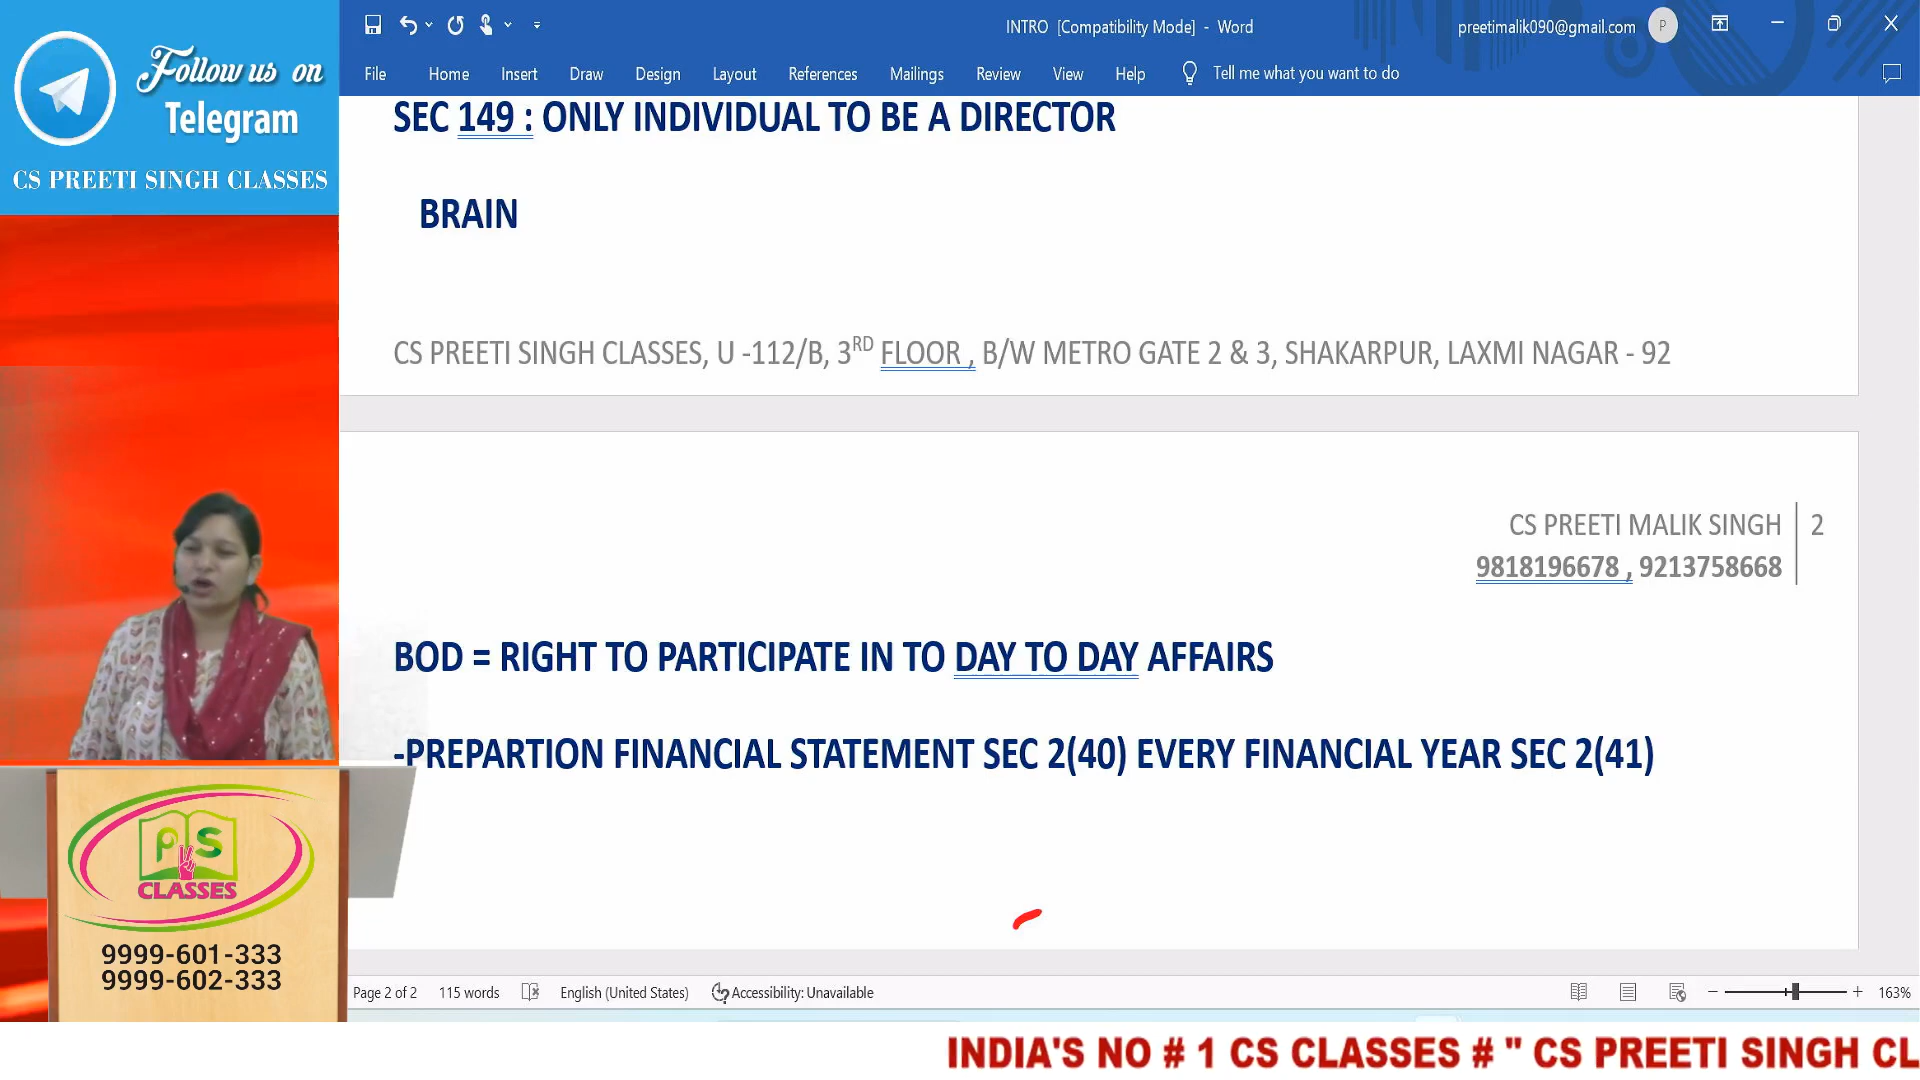 Follow us on
Telegram
CS PREETI SINGH CLASSES
INTRO [Compatibility Mode] - Word
preetimalik090@gmail.com
P
File Home Insert Draw Design Layout References Mailings Review View Help Tell me what you want to do
SEC 149 : ONLY INDIVIDUAL TO BE A DIRECTOR
BRAIN
CS PREETI SINGH CLASSES, U -112/B, 3RD FLOOR , B/W METRO GATE 2 & 3, SHAKARPUR, LAXMI NAGAR - 92
CS PREETI MALIK SINGH 2
9818196678 , 9213758668
BOD = RIGHT TO PARTICIPATE IN TO DAY TO DAY AFFAIRS
-PREPARTION FINANCIAL STATEMENT SEC 2(40) EVERY FINANCIAL YEAR SEC 2(41)
PS
CLASSES
9999-601-333
9999-602-333
Page 2 of 2 115 words English (United States) Accessibility: Unavailable 163%
INDIA'S NO # 1 CS CLASSES # " CS PREETI SINGH CL